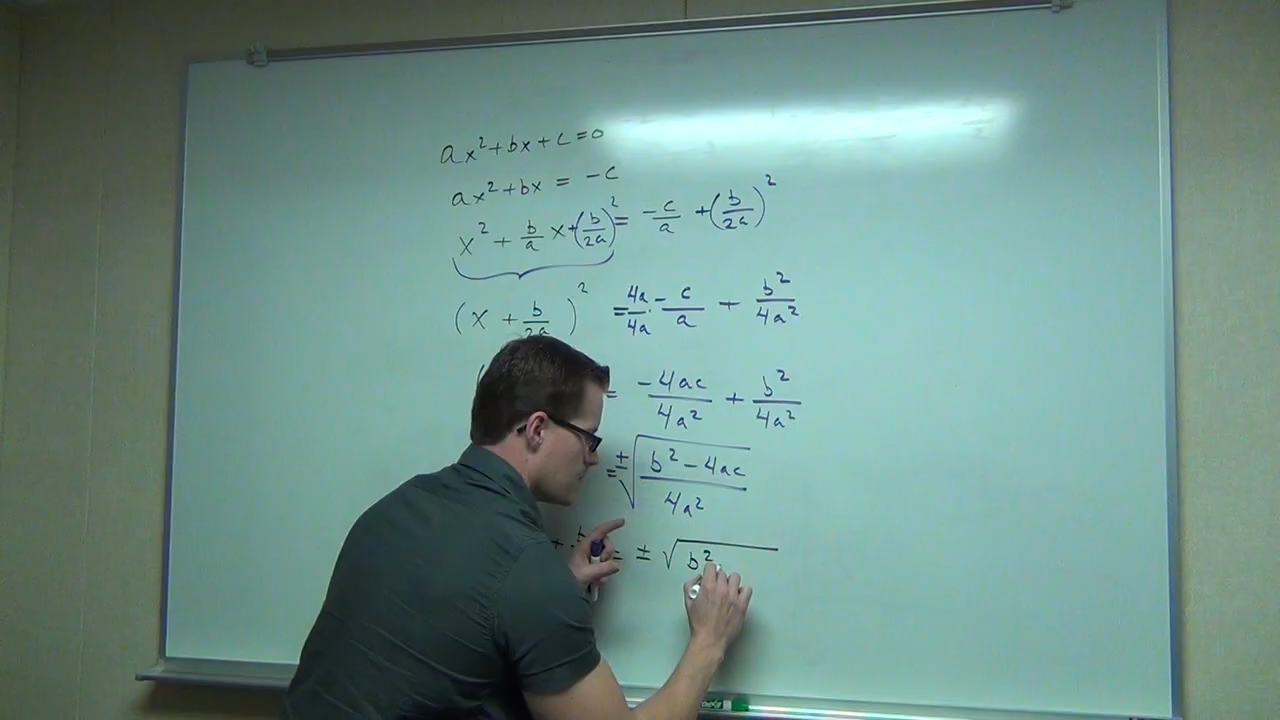 ax²+bx+c=0
ax²+bx = -c
x² + b/a x+(b/2a)² = -c/a +(b/2a)²
(x + b/2a)² = 4a/4a · -c/a + b²/4a²
= -4ac/4a² + b²/4a²
= ±√(b²-4ac/4a²)
+ b = ± √b²